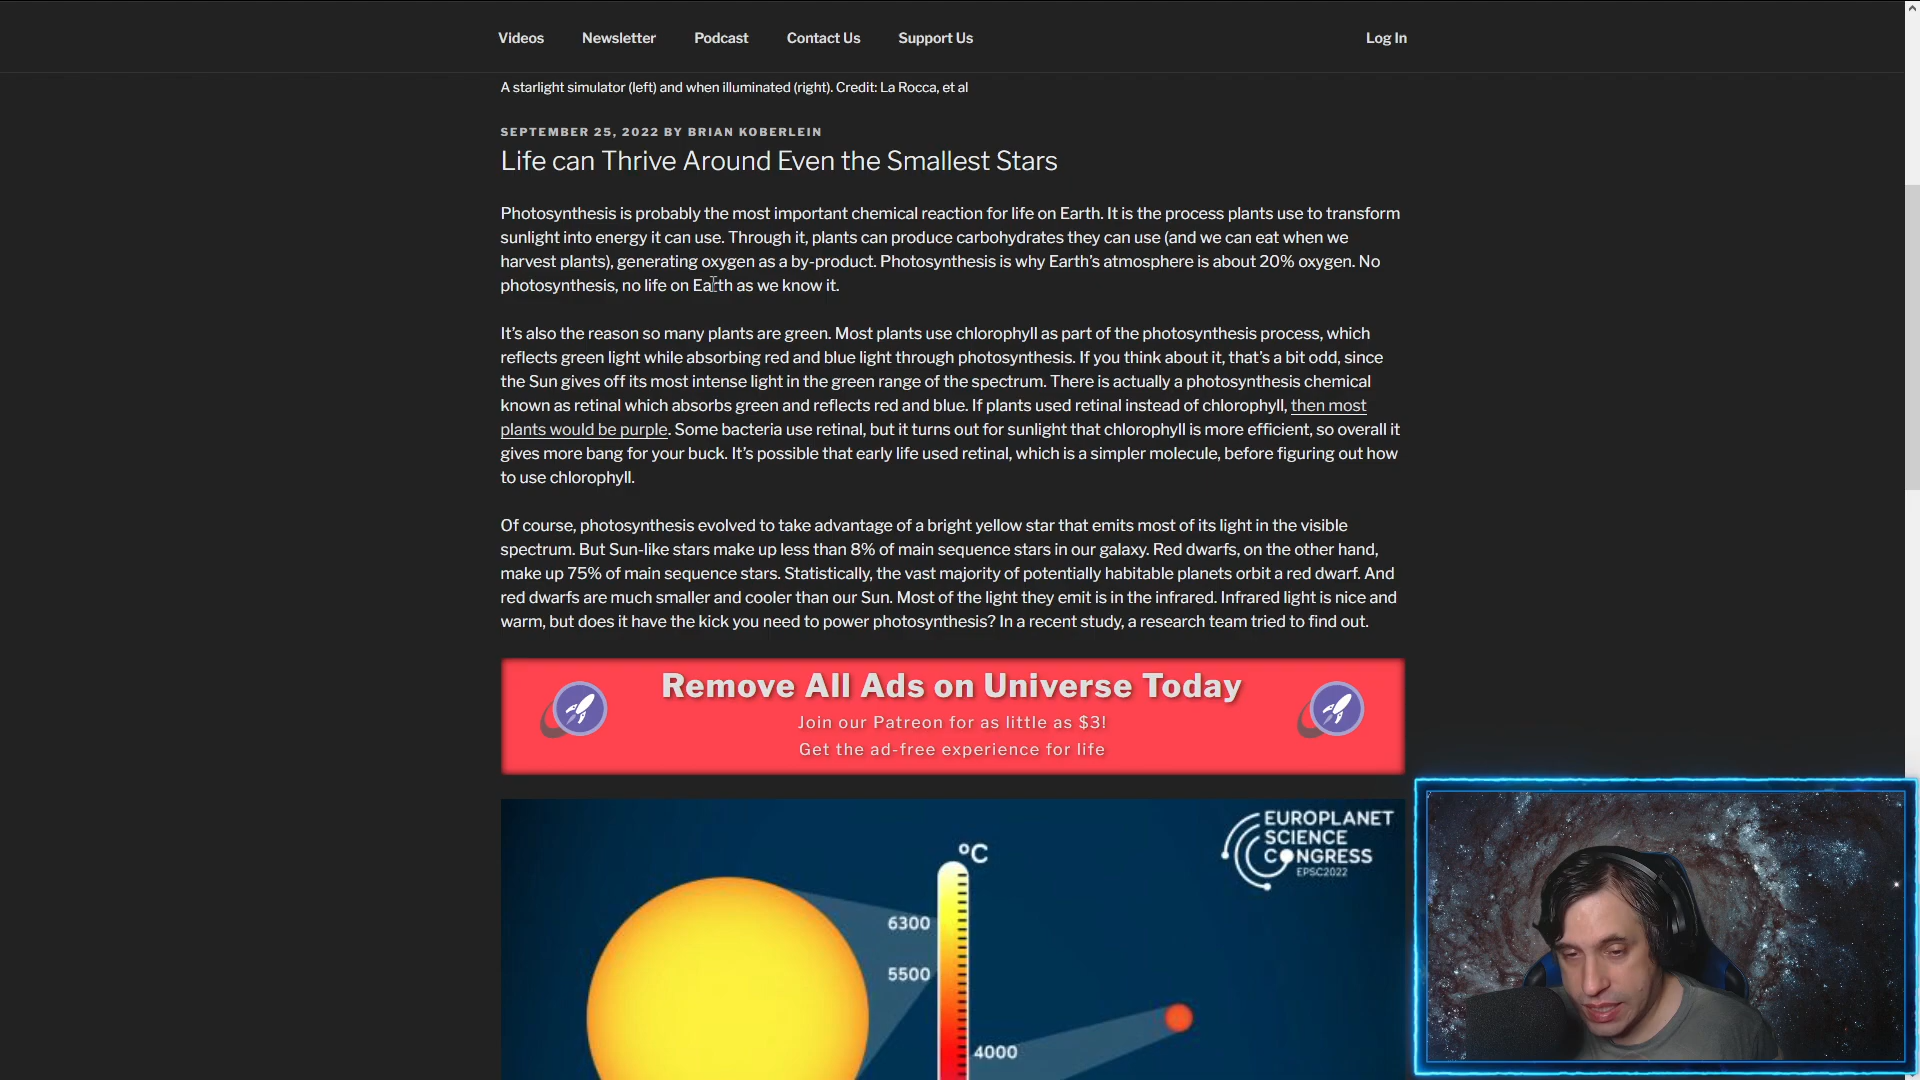 Videos Newsletter Podcast Contact Us Support Us Log In
A starlight simulator (left) and when illuminated (right). Credit: La Rocca, et al
SEPTEMBER 25, 2022 BY BRIAN KOBERLEIN
Life can Thrive Around Even the Smallest Stars
Photosynthesis is probably the most important chemical reaction for life on Earth. It is the process plants use to transform
sunlight into energy it can use. Through it, plants can produce carbohydrates they can use (and we can eat when we
harvest plants), generating oxygen as a by-product. Photosynthesis is why Earth’s atmosphere is about 20% oxygen. No
photosynthesis, no life on Earth as we know it.
It’s also the reason so many plants are green. Most plants use chlorophyll as part of the photosynthesis process, which
reflects green light while absorbing red and blue light through photosynthesis. If you think about it, that’s a bit odd, since
the Sun gives off its most intense light in the green range of the spectrum. There is actually a photosynthesis chemical
known as retinal which absorbs green and reflects red and blue. If plants used retinal instead of chlorophyll, then most
plants would be purple. Some bacteria use retinal, but it turns out for sunlight that chlorophyll is more efficient, so overall it
gives more bang for your buck. It’s possible that early life used retinal, which is a simpler molecule, before figuring out how
to use chlorophyll.
Of course, photosynthesis evolved to take advantage of a bright yellow star that emits most of its light in the visible
spectrum. But Sun-like stars make up less than 8% of main sequence stars in our galaxy. Red dwarfs, on the other hand,
make up 75% of main sequence stars. Statistically, the vast majority of potentially habitable planets orbit a red dwarf. And
red dwarfs are much smaller and cooler than our Sun. Most of the light they emit is in the infrared. Infrared light is nice and
warm, but does it have the kick you need to power photosynthesis? In a recent study, a research team tried to find out.
Remove All Ads on Universe Today
Join our Patreon for as little as $3!
Get the ad-free experience for life
EUROPLANET
SCIENCE
CONGRESS
EPSC2022
°C
6300
5500
4000